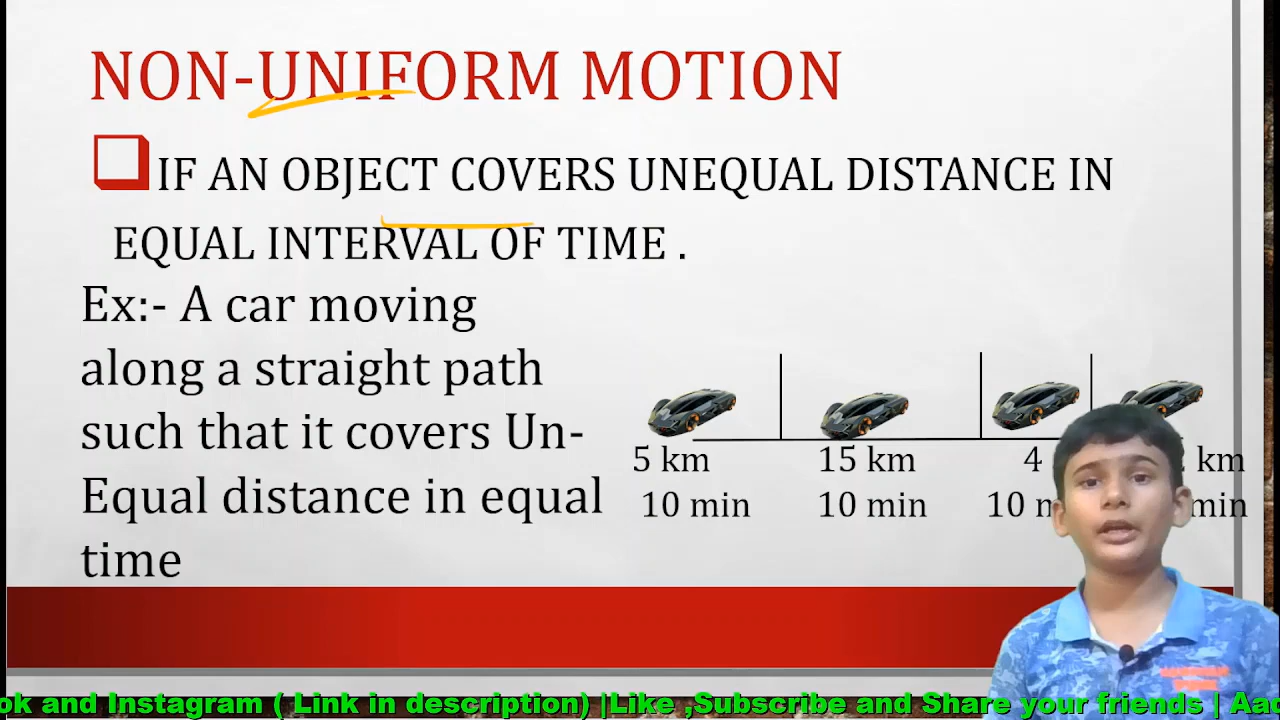 NON-UNIFORM MOTION
IF AN OBJECT COVERS UNEQUAL DISTANCE IN
EQUAL INTERVAL OF TIME .
Ex:- A car moving
along a straight path
such that it covers Un-
Equal distance in equal
time
5 km 15 km 4 km
10 min 10 min 10 min
and Instagram ( Link in description) |Like ,Subscribe and Share your friends |